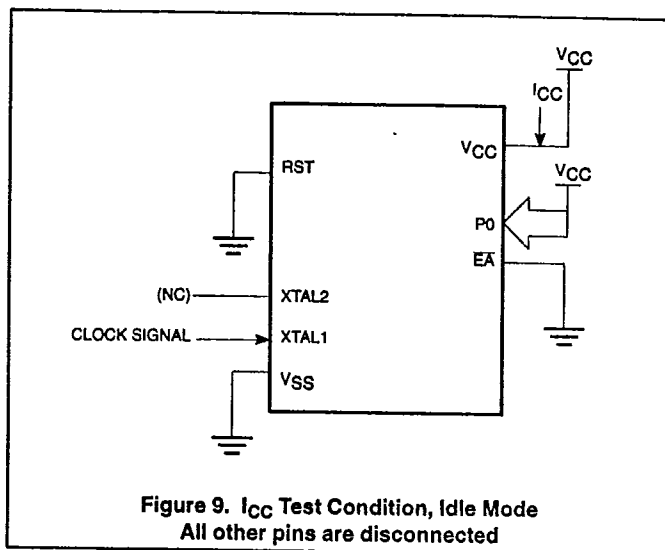 VCC
ICC
VCC
RST
VCC
P0
EA
(NC)
XTAL2
CLOCK SIGNAL
XTAL1
VSS
Figure 9. ICC Test Condition, Idle Mode
All other pins are disconnected